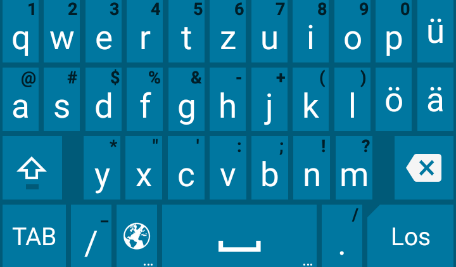 1 2 3 4 5 6 7 8 9 0
q w e r t z u i o p ü
@ # $ % & - + ( )
a s d f g h j k l ö ä
* " ' : ; ! ?
y x c v b n m
_ /
TAB / ... ... . Los